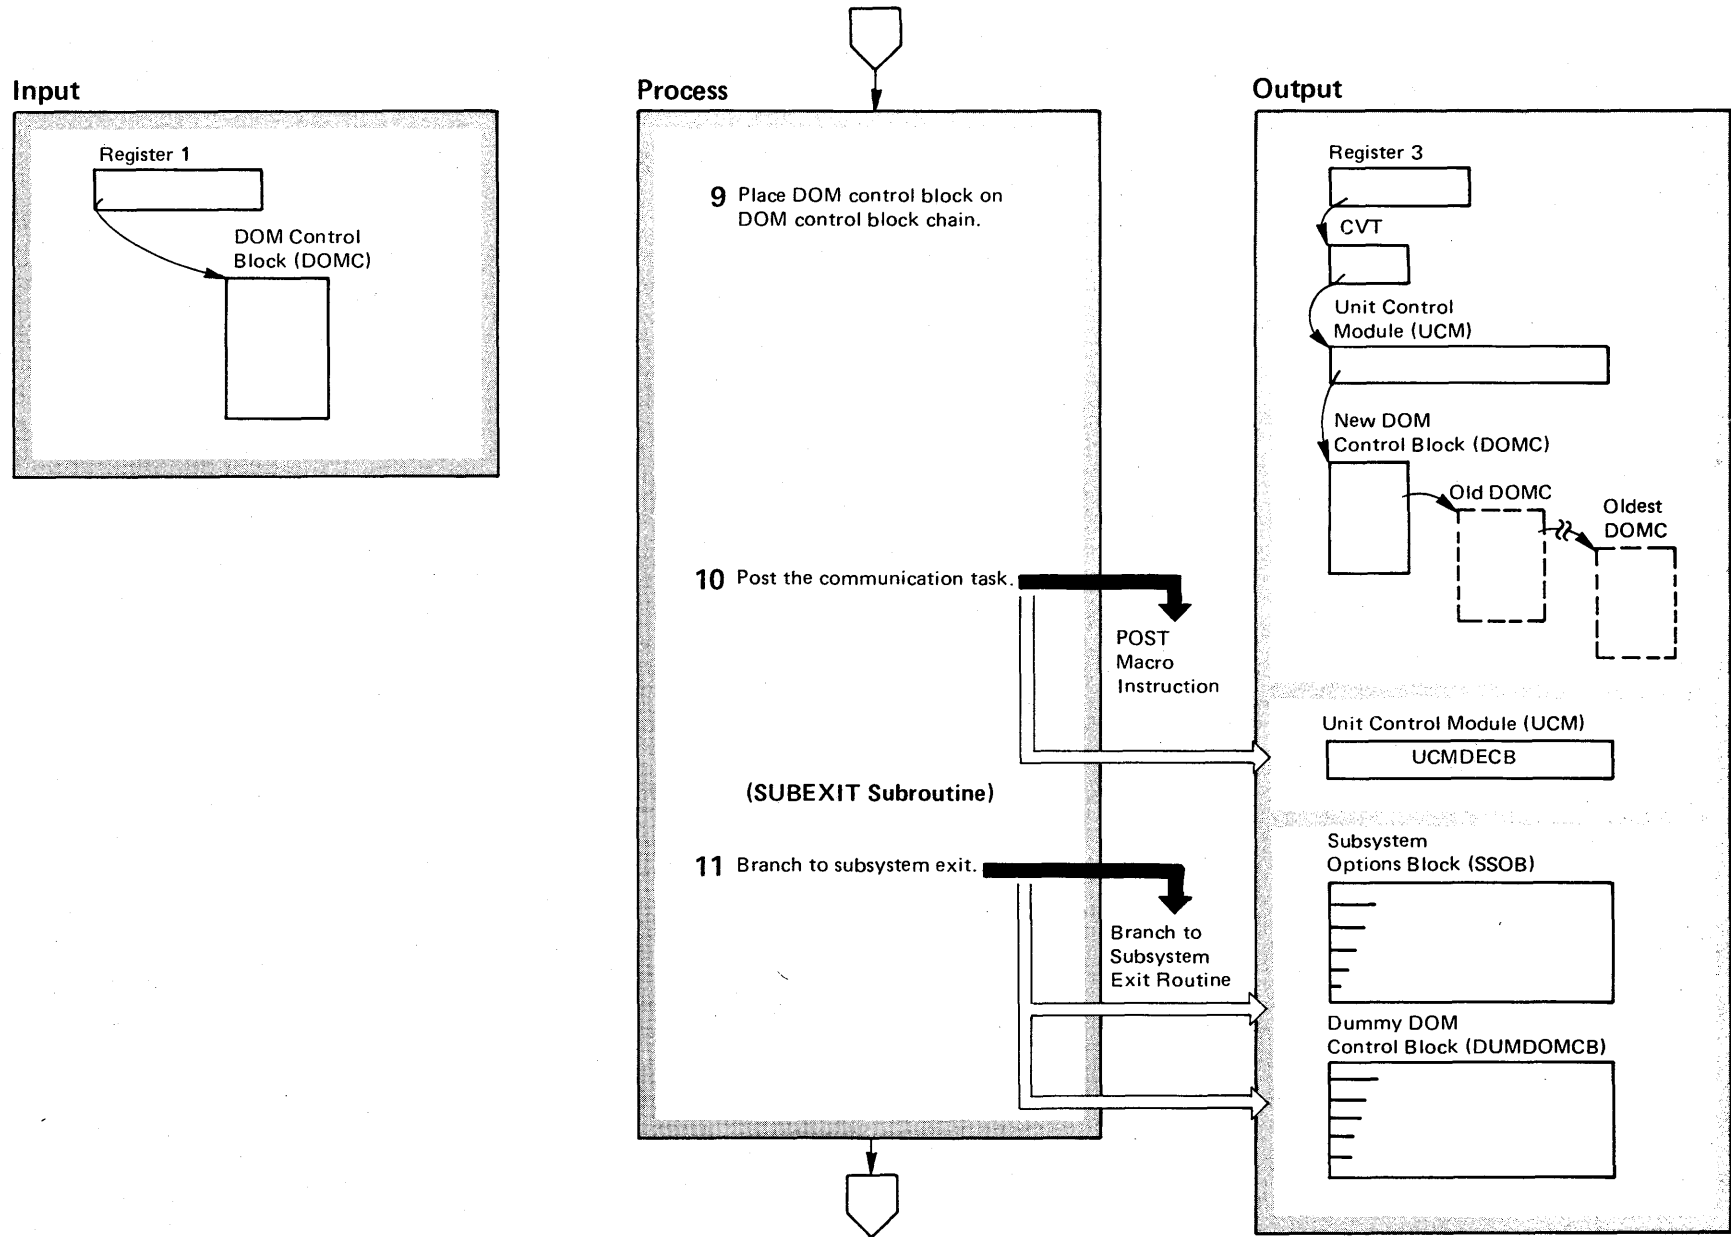 Input
Register 1
DOM Control
Block (DOMC)
Process
9 Place DOM control block on
DOM control block chain.
10 Post the communication task.
POST
Macro
Instruction
(SUBEXIT Subroutine)
11 Branch to subsystem exit.
Branch to
Subsystem
Exit Routine
Output
Register 3
CVT
Unit Control
Module (UCM)
New DOM
Control Block (DOMC)
Old DOMC
Oldest
DOMC
Unit Control Module (UCM)
UCMDECB
Subsystem
Options Block (SSOB)
Dummy DOM
Control Block (DUMDOMCB)